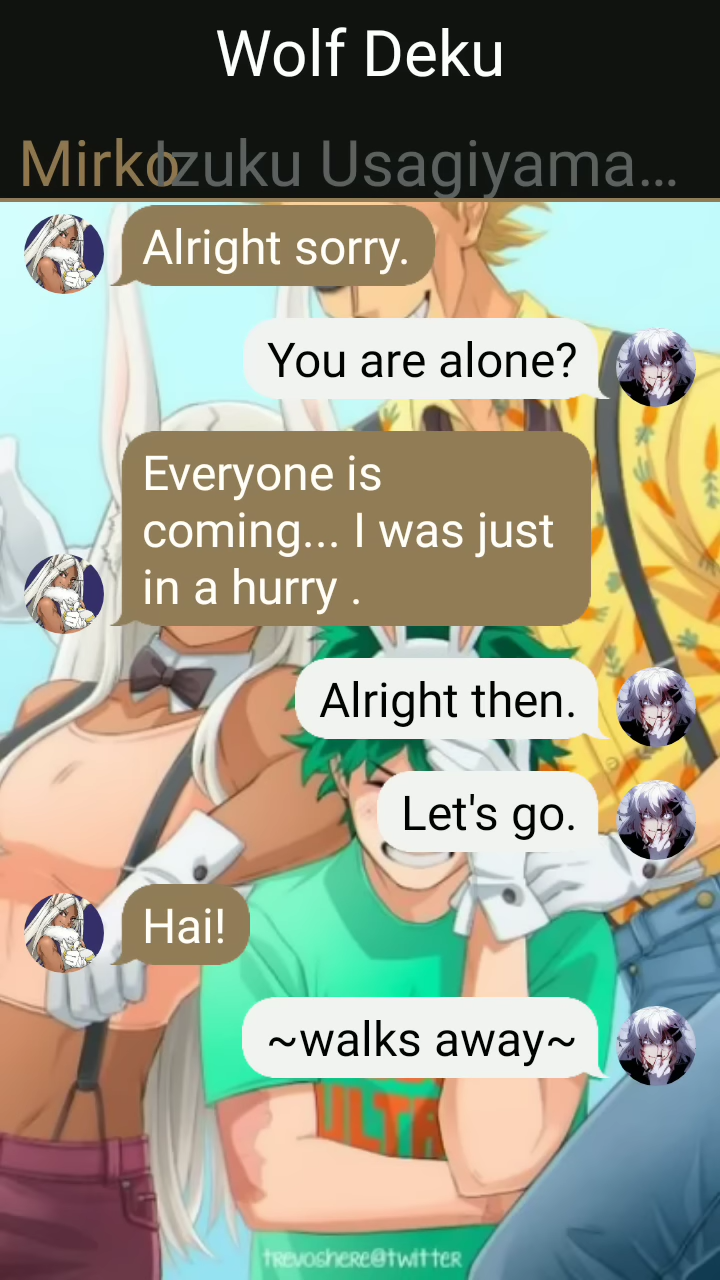 Wolf Deku
Mirko
Izuku Usagiyama...
Alright sorry.
You are alone?
Everyone is
coming... I was just
in a hurry .
Alright then.
Let's go.
Hai!
~walks away~
ULTRA
trevoshere@twitter